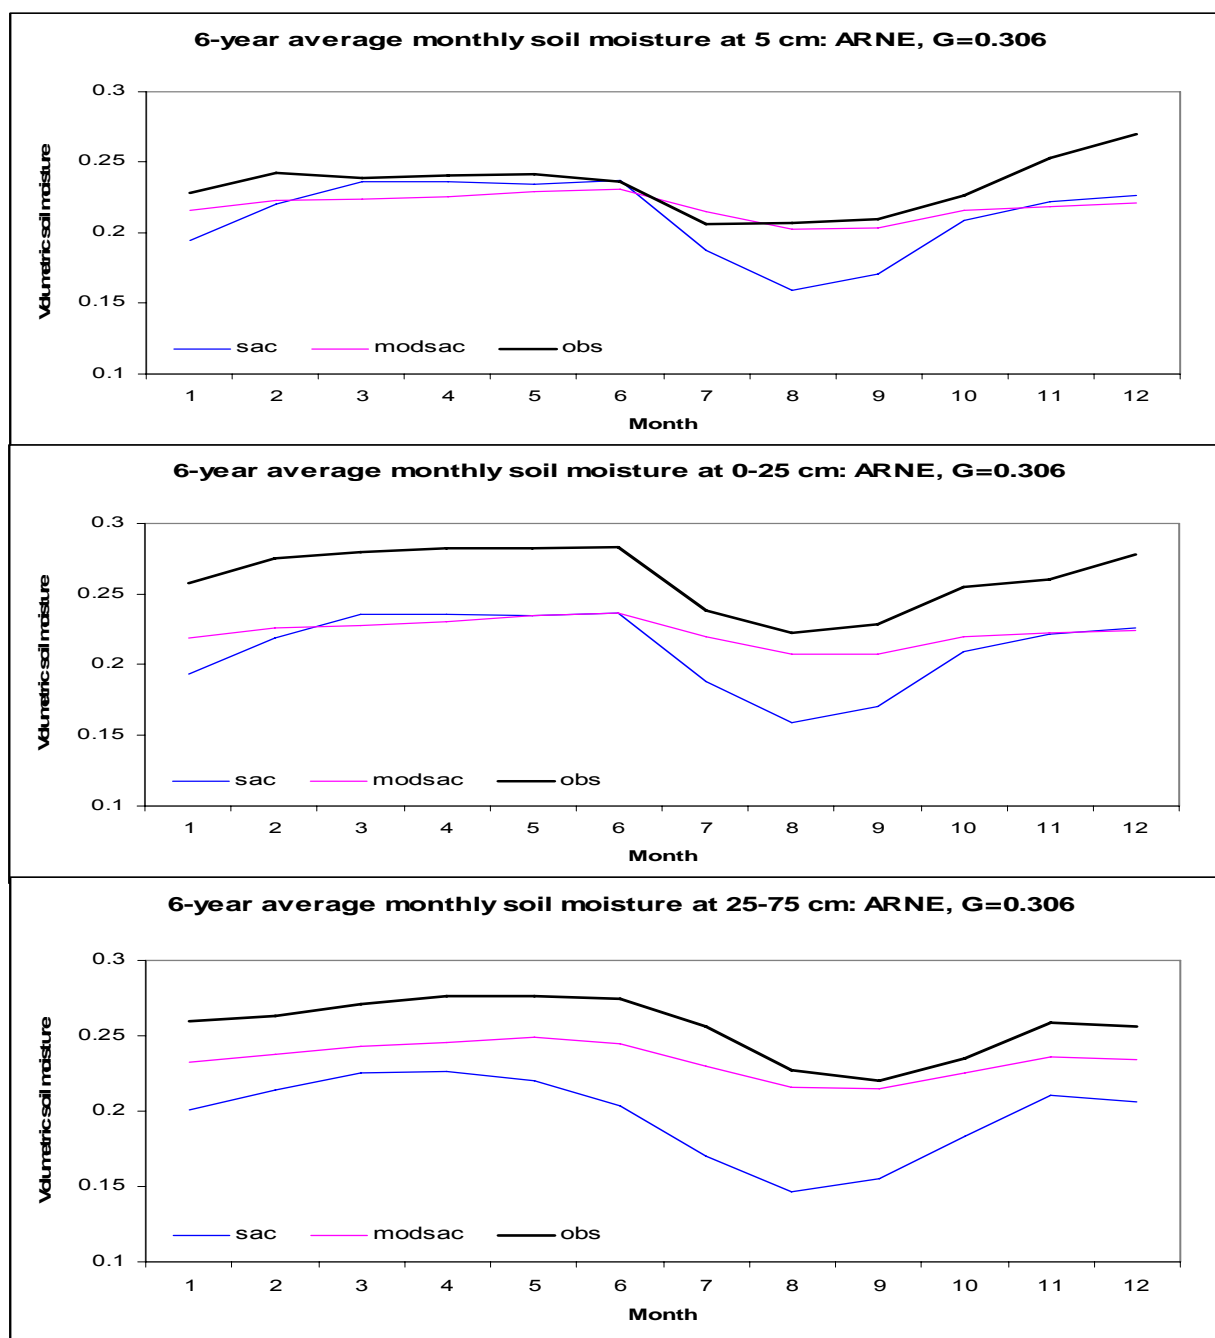 6-year average monthly soil moisture at 5 cm: ARNE, G=0.306
0.3
0.25
0.2
0.15
0.1
Volumetric soil moisture
sac modsac obs
1 2 3 4 5 6 7 8 9 10 11 12
Month
6-year average monthly soil moisture at 0-25 cm: ARNE, G=0.306
0.3
0.25
0.2
0.15
0.1
Volumetric soil moisture
sac modsac obs
1 2 3 4 5 6 7 8 9 10 11 12
Month
6-year average monthly soil moisture at 25-75 cm: ARNE, G=0.306
0.3
0.25
0.2
0.15
0.1
Volumetric soil moisture
sac modsac obs
1 2 3 4 5 6 7 8 9 10 11 12
Month